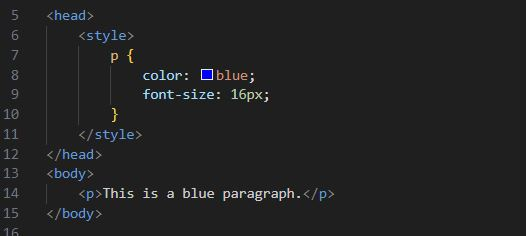 5 <head>
6 <style>
7 p {
8 color: blue;
9 font-size: 16px;
10 }
11 </style>
12 </head>
13 <body>
14 <p>This is a blue paragraph.</p>
15 </body>
16